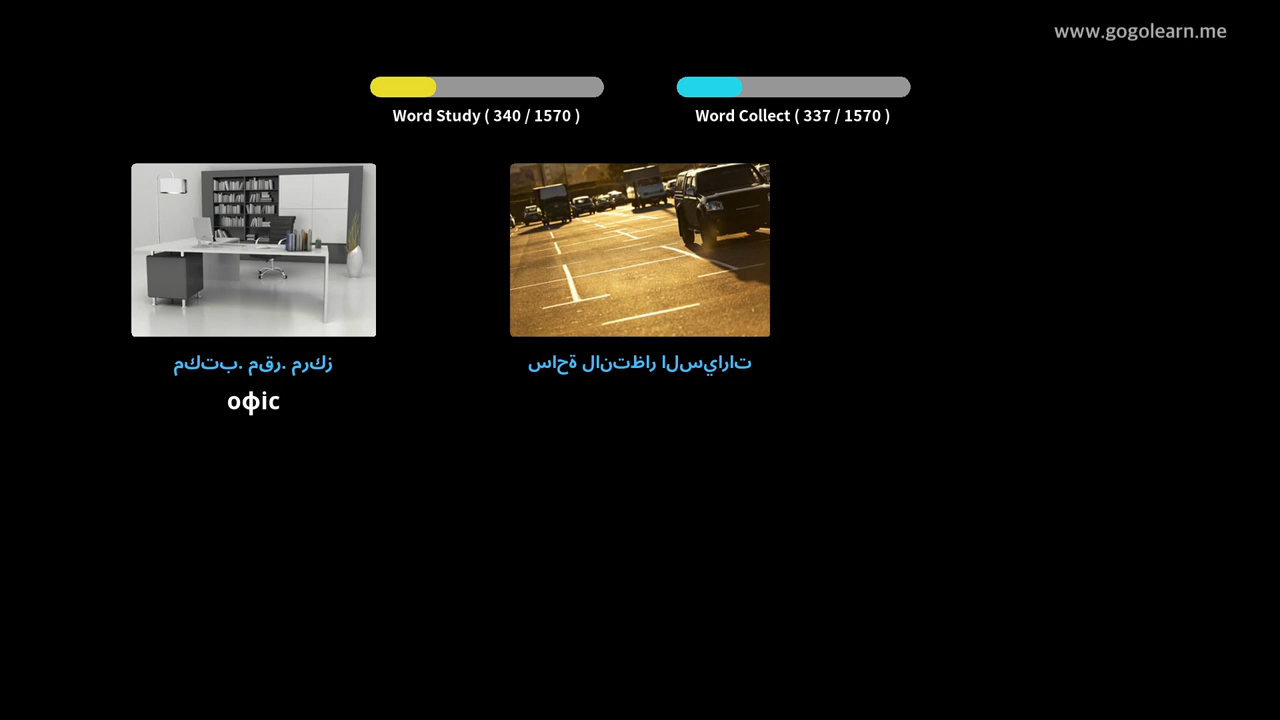 www.gogolearn.me
Word Study ( 340 / 1570 )
Word Collect ( 337 / 1570 )
مكتب. مقر. مركز
офіс
ساحة لانتظار السيارات